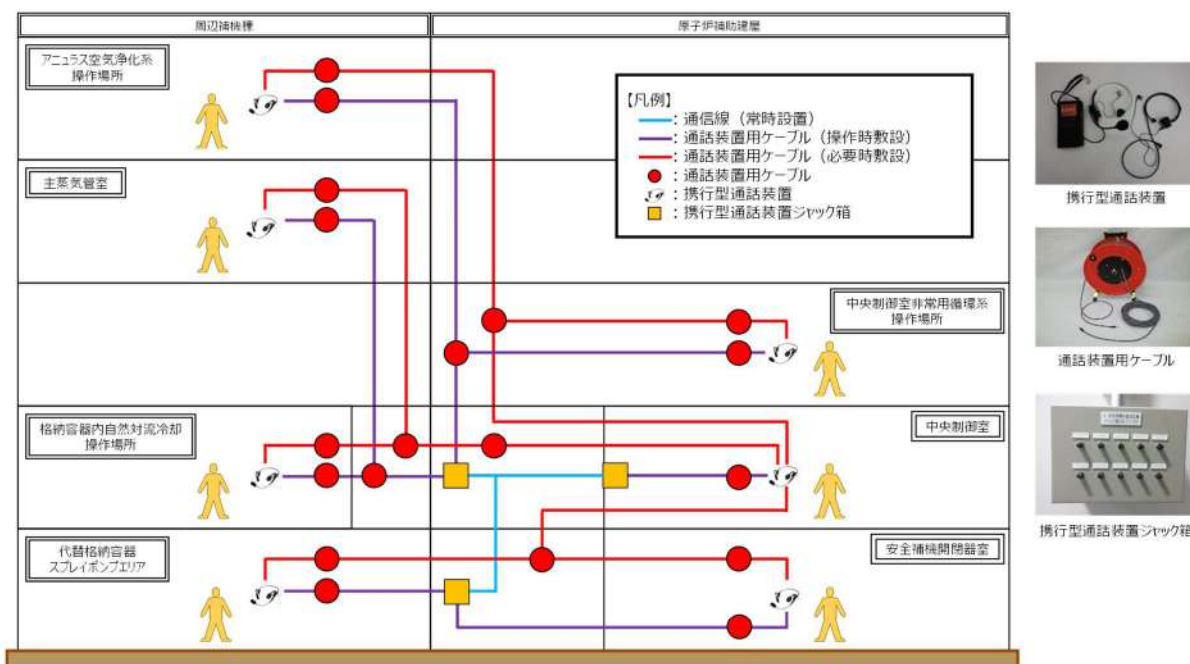 周辺補機棟
原子炉補助建屋
アニュラス空気浄化系
操作場所
【凡例】
：通信線（常時設置）
：通話装置用ケーブル（操作時敷設）
：通話装置用ケーブル（必要時敷設）
：通話装置用ケーブル
：携行型通話装置
：携行型通話装置ジャック箱
主蒸気管室
中央制御室非常用循環系
操作場所
格納容器内自然対流冷却
操作場所
中央制御室
代替格納容器
スプレイポンプエリア
安全補機開閉器室
携行型通話装置
通話装置用ケーブル
携行型通話装置ジャック箱